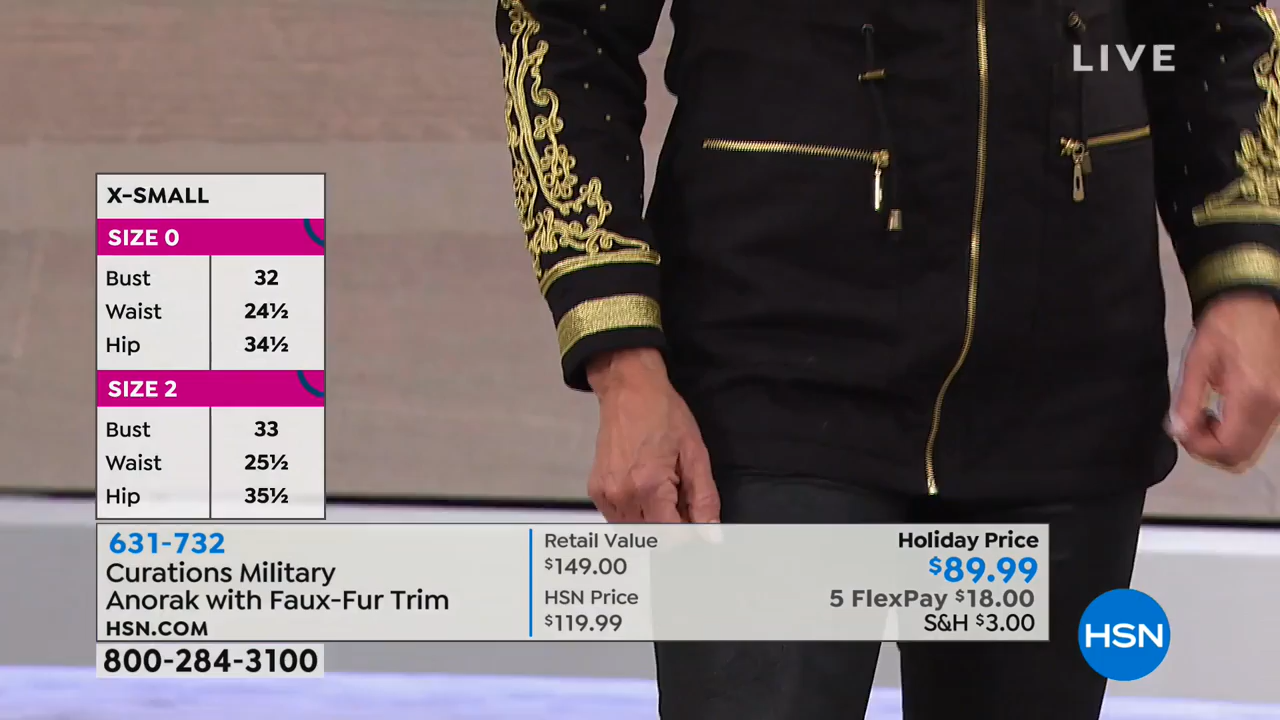 LIVE
X-SMALL
SIZE 0
Bust 32
Waist 24½
Hip 34½
SIZE 2
Bust 33
Waist 25½
Hip 35½
631-732
Curations Military
Anorak with Faux-Fur Trim
HSN.COM
800-284-3100
Retail Value
$149.00
HSN Price
$119.99
Holiday Price
$89.99
5 FlexPay $18.00
S&H $3.00
HSN